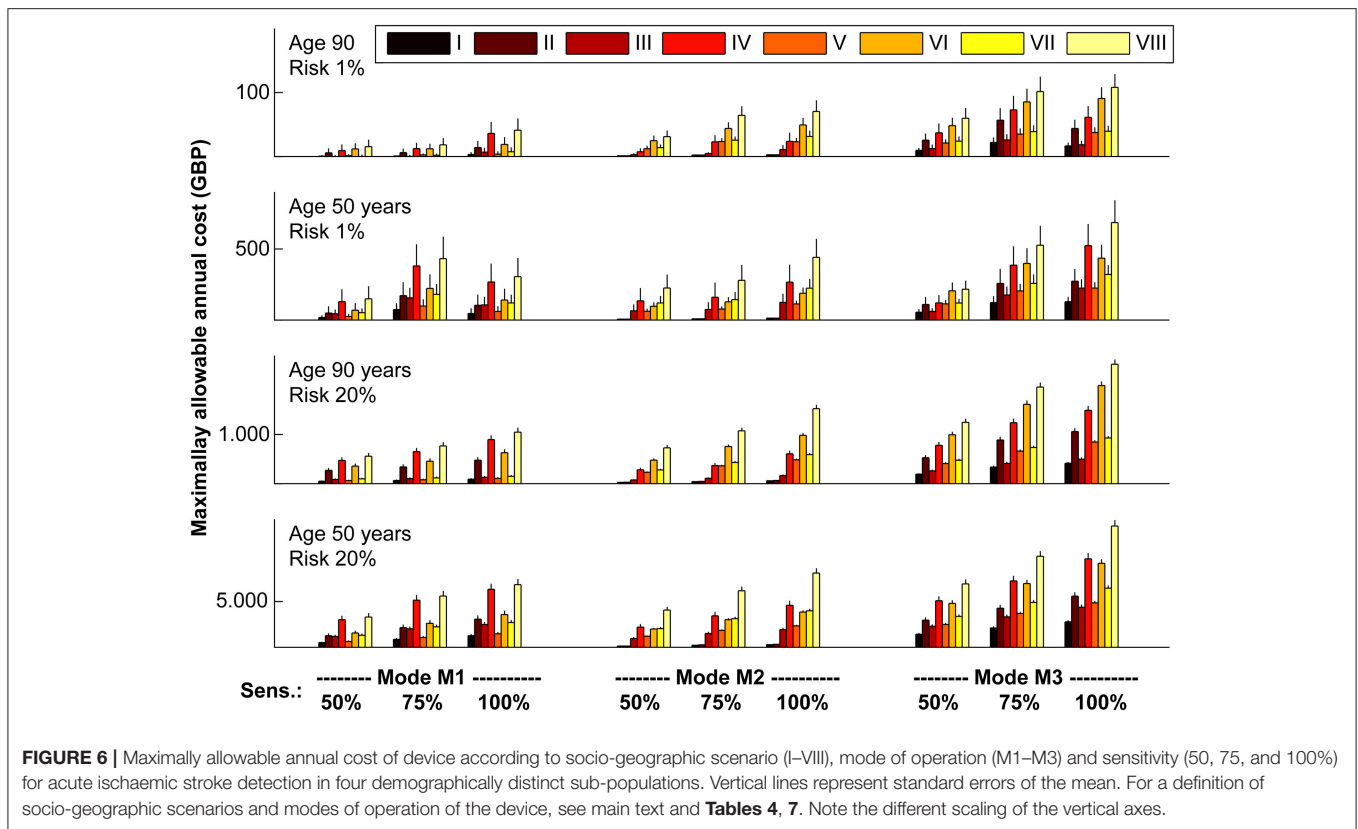 Age 90
Risk 1%
I II III IV V VI VII VIII
100
Age 50 years
Risk 1%
500
Age 90 years
Risk 20%
1.000
Age 50 years
Risk 20%
5.000
Maximallay allowable annual cost (GBP)
-------- Mode M1 ---------- -------- Mode M2 ---------- -------- Mode M3 ----------
Sens.: 50% 75% 100% 50% 75% 100% 50% 75% 100%
FIGURE 6 | Maximally allowable annual cost of device according to socio-geographic scenario (I–VIII), mode of operation (M1–M3) and sensitivity (50, 75, and 100%)
for acute ischaemic stroke detection in four demographically distinct sub-populations. Vertical lines represent standard errors of the mean. For a definition of
socio-geographic scenarios and modes of operation of the device, see main text and Tables 4, 7. Note the different scaling of the vertical axes.